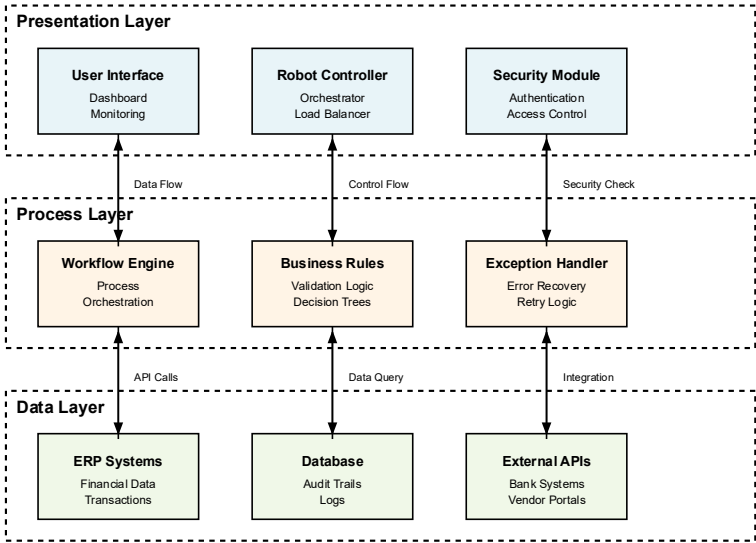 Presentation Layer
User Interface
Dashboard
Monitoring
Robot Controller
Orchestrator
Load Balancer
Security Module
Authentication
Access Control
Data Flow
Control Flow
Security Check
Process Layer
Workflow Engine
Process
Orchestration
Business Rules
Validation Logic
Decision Trees
Exception Handler
Error Recovery
Retry Logic
API Calls
Data Query
Integration
Data Layer
ERP Systems
Financial Data
Transactions
Database
Audit Trails
Logs
External APIs
Bank Systems
Vendor Portals